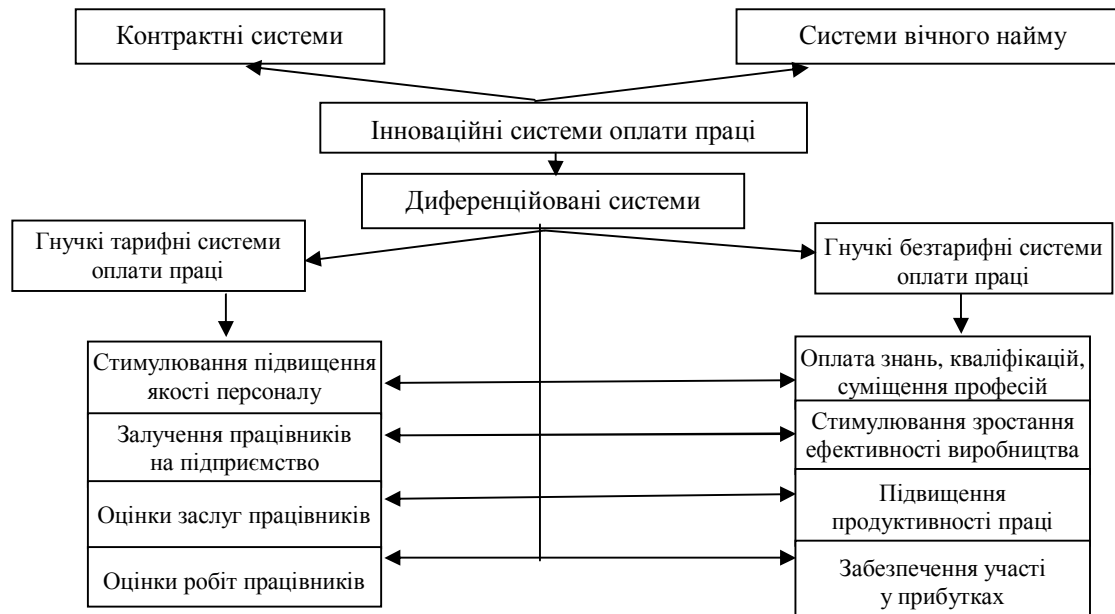 Контрактні системи
Системи вічного найму
Інноваційні системи оплати праці
Диференційовані системи
Гнучкі тарифні системи
оплати праці
Гнучкі безтарифні системи
оплати праці
Стимулювання підвищення
якості персоналу
Оплата знань, кваліфікацій,
суміщення професій
Залучення працівників
на підприємство
Стимулювання зростання
ефективності виробництва
Оцінки заслуг працівників
Підвищення
продуктивності праці
Оцінки робіт працівників
Забезпечення участі
у прибутках